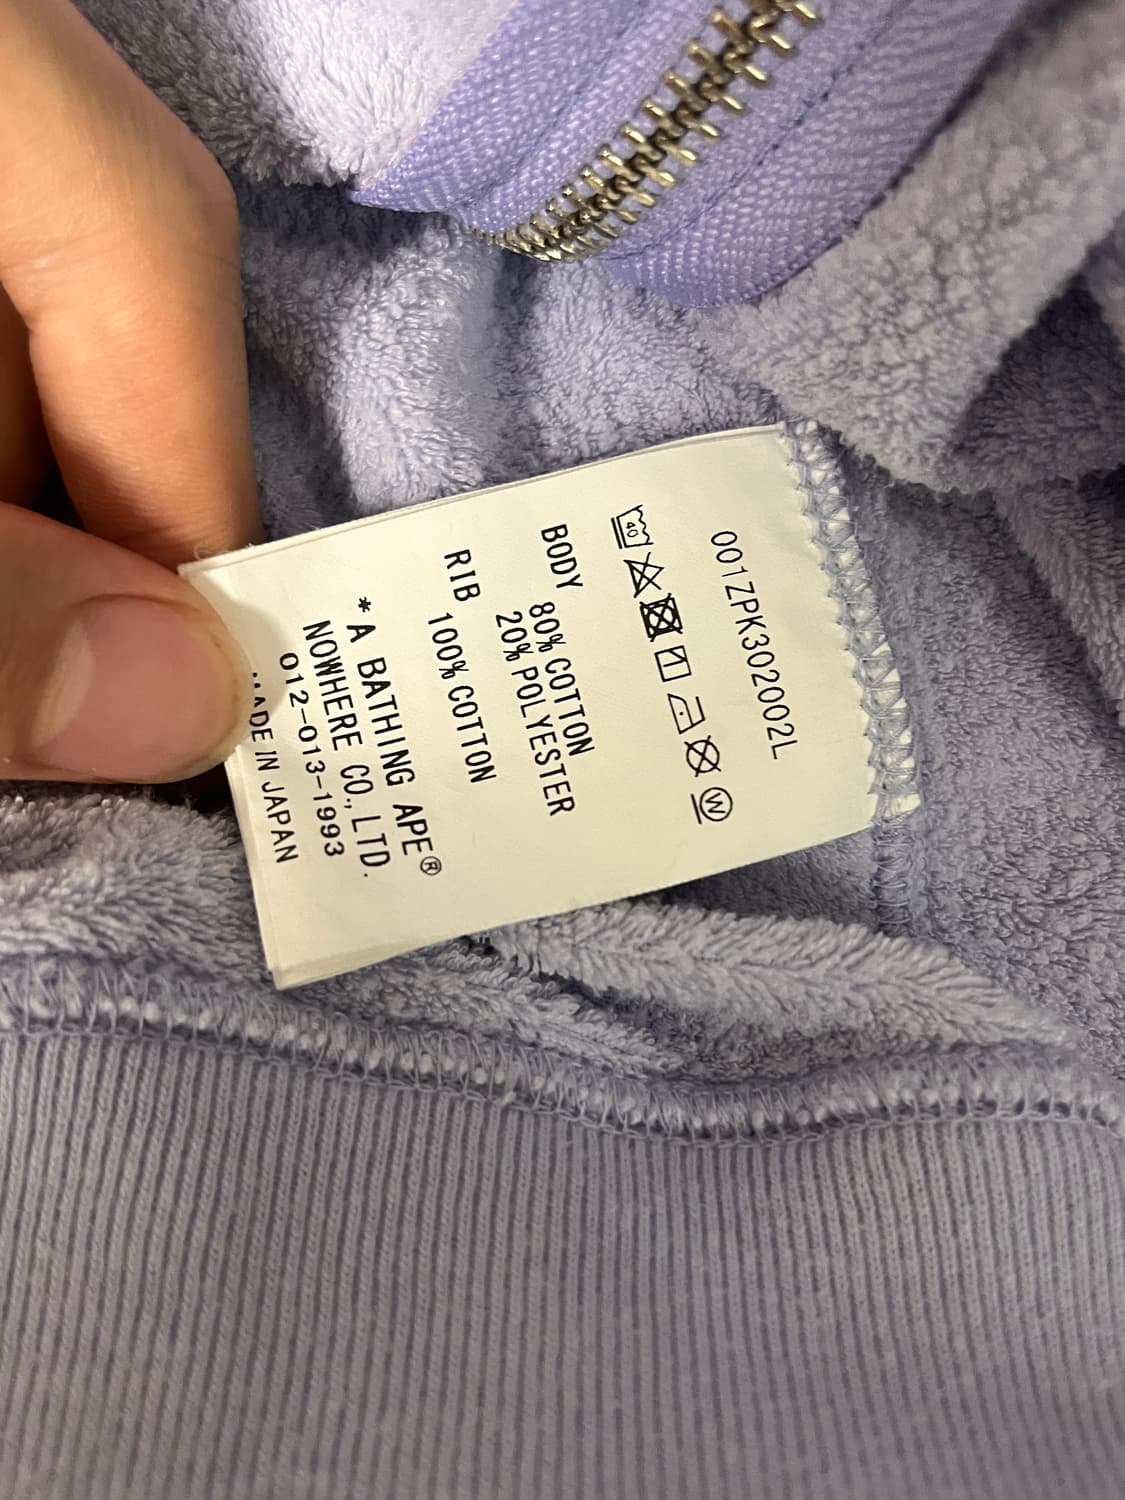 001ZPK302002L
40
W
BODY 80% COTTON
20% POLYESTER
RIB 100% COTTON
*A BATHING APE®
NOWHERE CO., LTD.
012-013-1993
MADE IN JAPAN